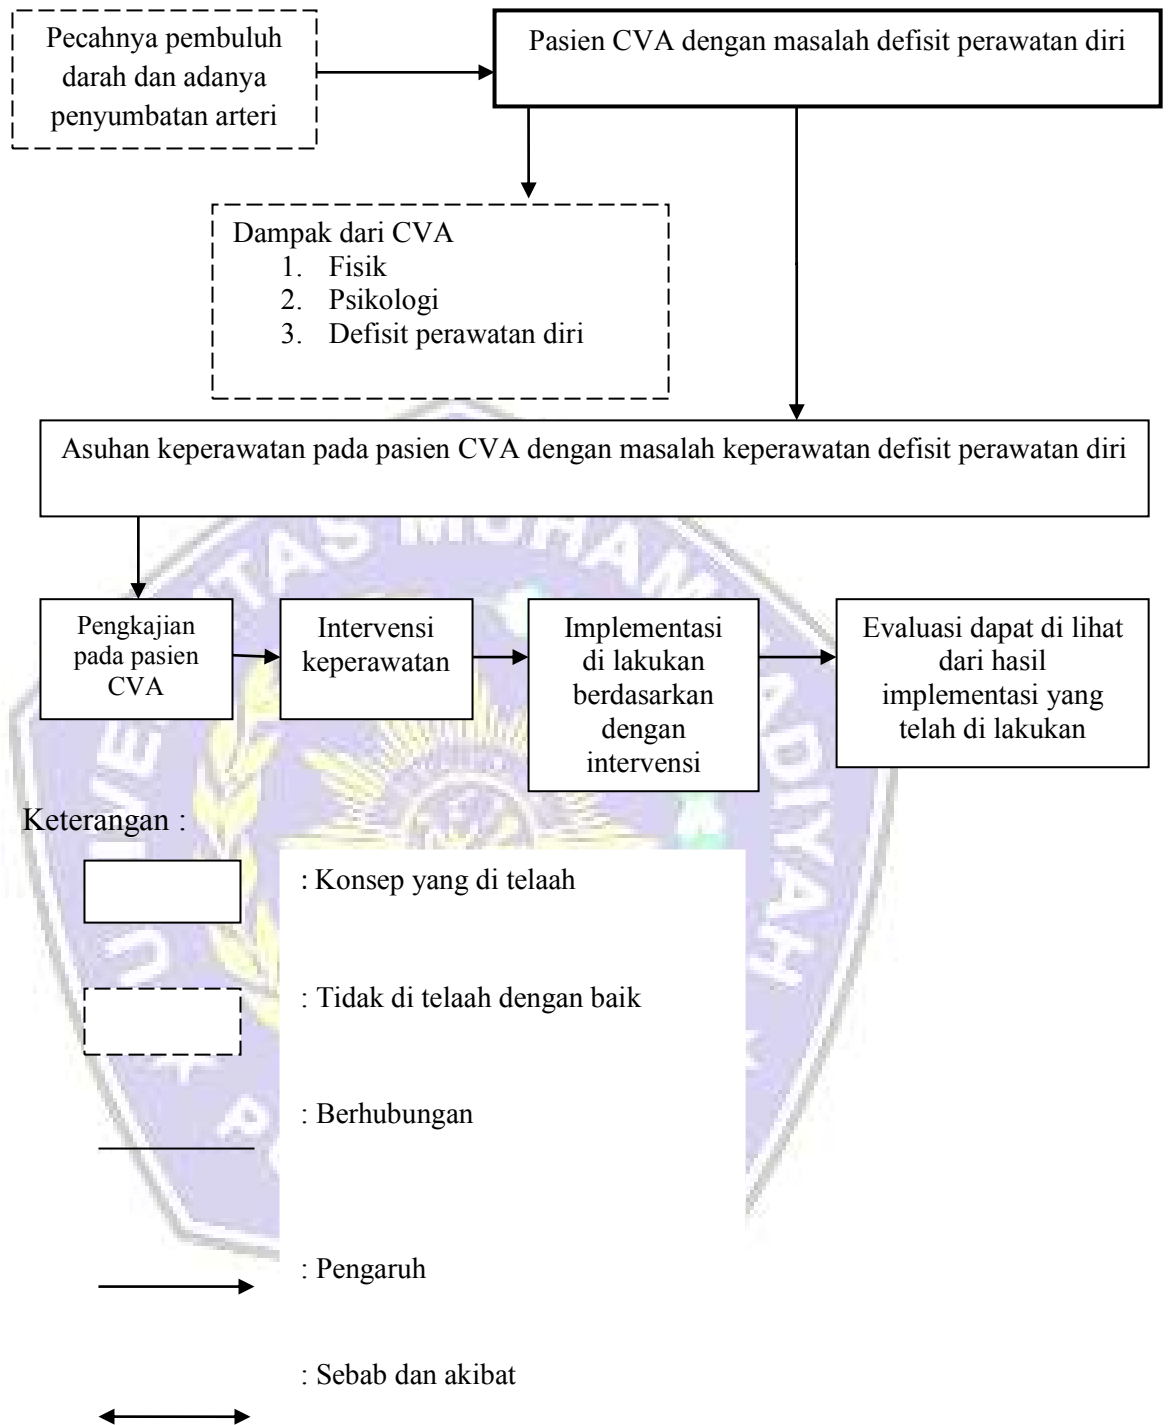 Pecahnya pembuluh
darah dan adanya
penyumbatan arteri
Pasien CVA dengan masalah defisit perawatan diri
Dampak dari CVA
1. Fisik
2. Psikologi
3. Defisit perawatan diri
Asuhan keperawatan pada pasien CVA dengan masalah keperawatan defisit perawatan diri
Pengkajian
pada pasien
CVA
Intervensi
keperawatan
Implementasi
di lakukan
berdasarkan
dengan
intervensi
Evaluasi dapat di lihat
dari hasil
implementasi yang
telah di lakukan
Keterangan :
: Konsep yang di telaah
: Tidak di telaah dengan baik
: Berhubungan
: Pengaruh
: Sebab dan akibat